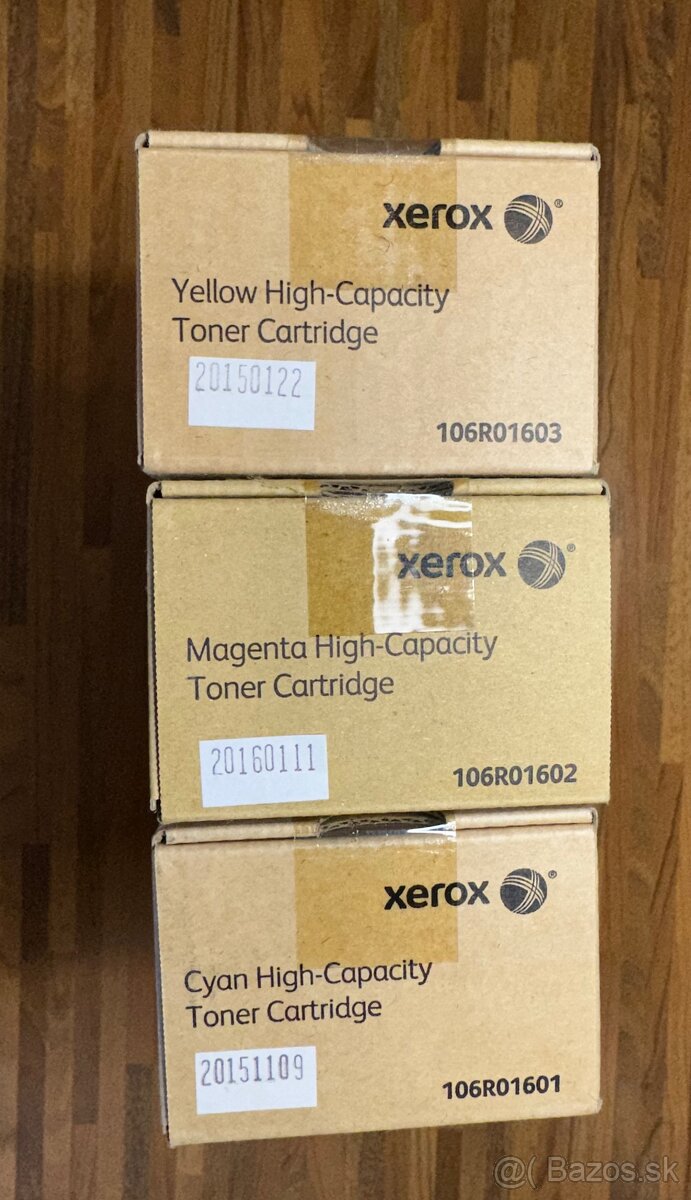 xerox
Yellow High-Capacity
Toner Cartridge
20150122
106R01603
xerox
Magenta High-Capacity
Toner Cartridge
20160111
106R01602
xerox
Cyan High-Capacity
Toner Cartridge
20151109
106R01601
@( Bazos.sk